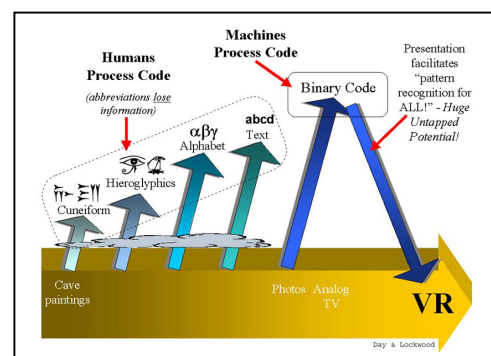 Machines
Process Code
Humans
Process Code
(abbreviations lose
information)
Presentation
facilitates
“pattern
recognition for
ALL!” - Huge
Untapped
Potential!
Binary Code
abcd
Text
αβγ
Alphabet
Hieroglyphics
Cuneiform
Cave
paintings
Photos Analog
TV
VR
Day & Lockwood